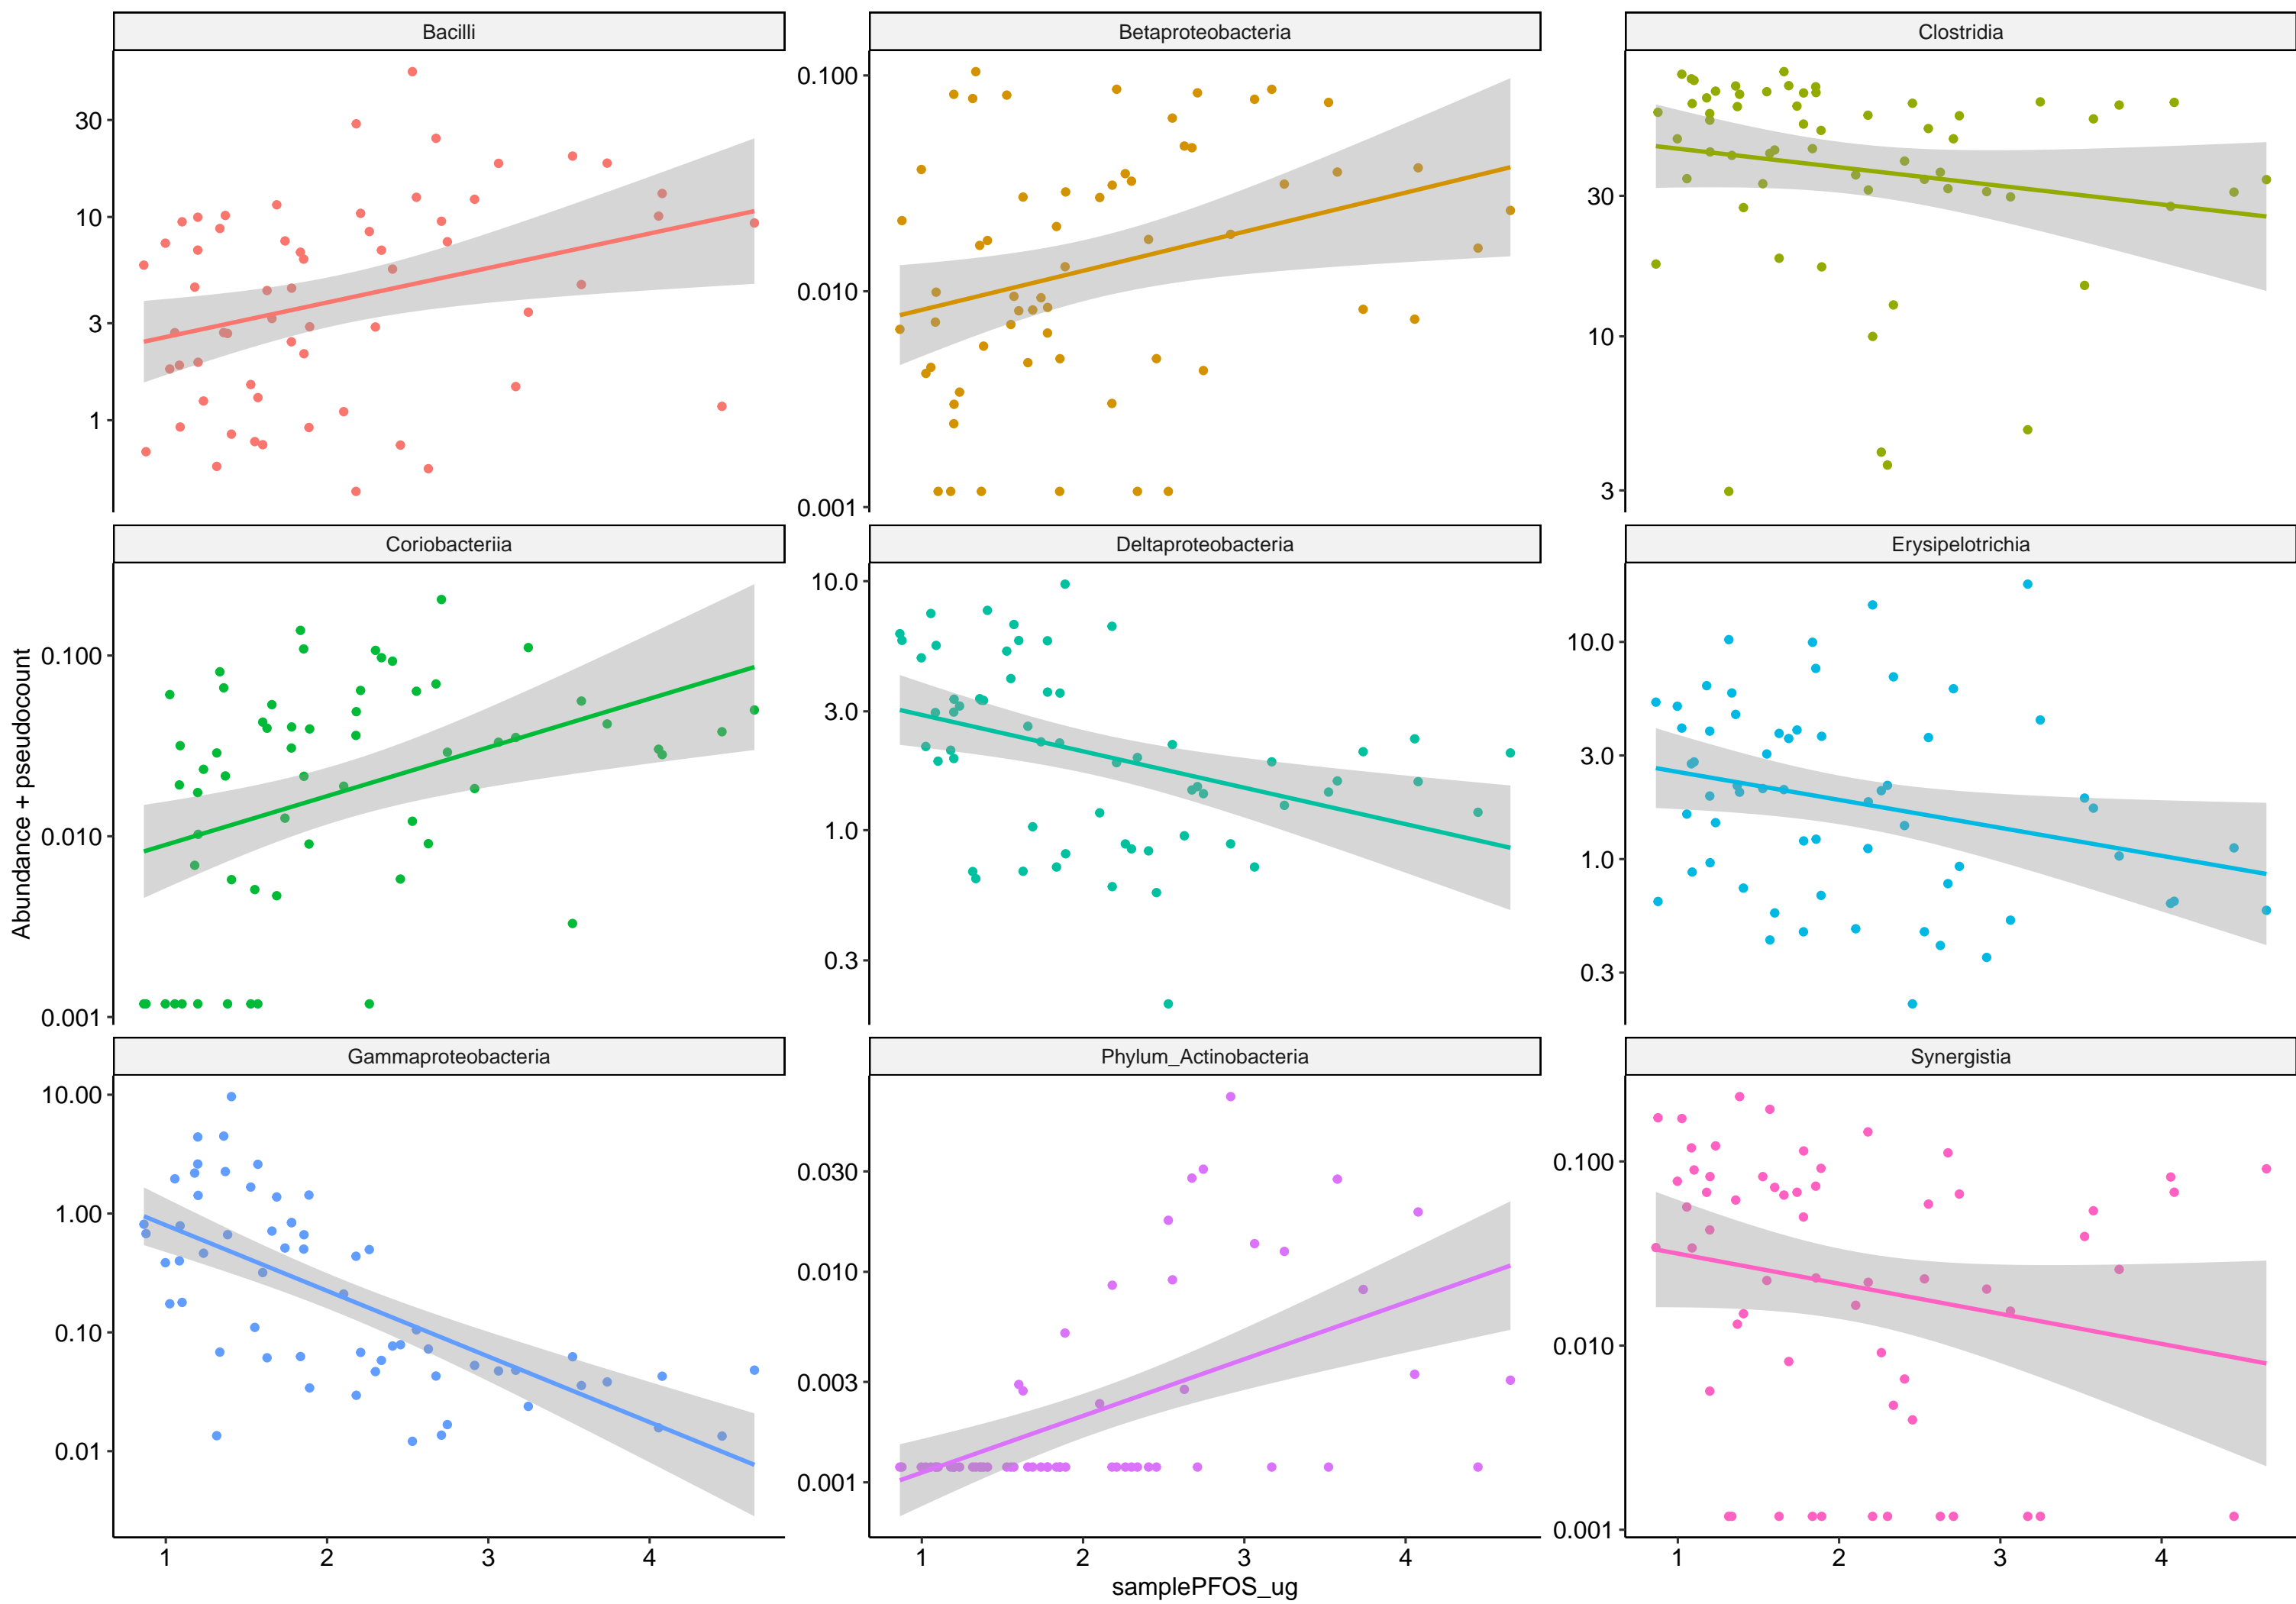 Bacilli
Betaproteobacteria
Clostridia
30
10
3
1
0.100
0.010
0.001
30
10
3
Coriobacteriia
Deltaproteobacteria
Erysipelotrichia
Abundance + pseudocount
0.100
0.010
0.001
10.0
3.0
1.0
0.3
10.0
3.0
1.0
0.3
Gammaproteobacteria
Phylum_Actinobacteria
Synergistia
10.00
1.00
0.10
0.01
0.030
0.010
0.003
0.001
0.100
0.010
0.001
1 2 3 4
1 2 3 4
1 2 3 4
samplePFOS_ug